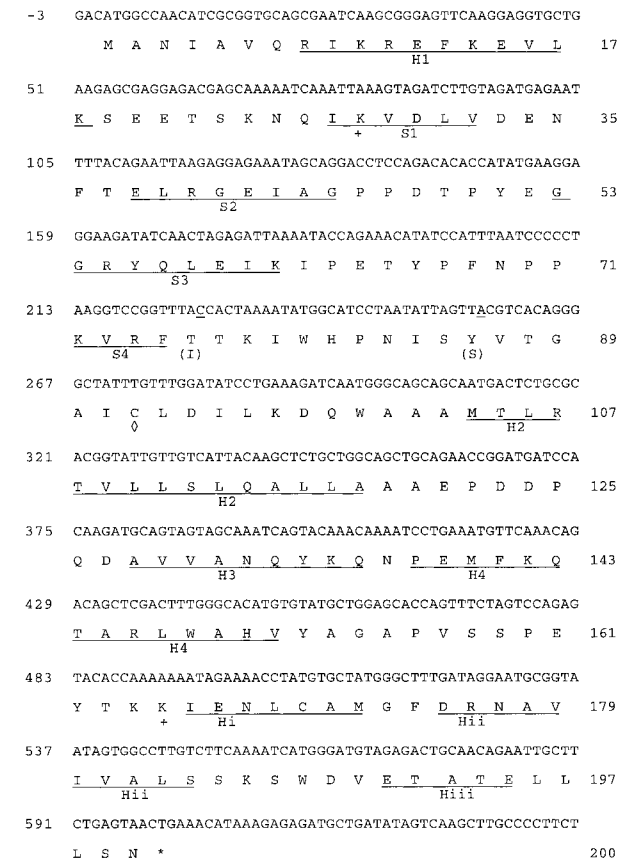 -3 GACATGGCCAACATCGCGGTGCAGCGAATCAAGCGGGAGTTCAAGGAGGTGCTG
M A N I A V Q R I K R E F K E V L 17
H1
51 AAGAGCGAGGAGACGAGCAAAAATCAAATTAAAGTAGATCTTGTAGATGAGAAT
K S E E T S K N Q I K V D L V D E N 35
+ S1
105 TTTACAGAATTAAGAGGAGAAATAGCAGGACCTCCAGACACACCATATGAAGGA
F T E L R G E I A G P P D T P Y E G 53
S2
159 GGAAGATATCAACTAGAGATTAAAATACCAGAAACATATCCATTTAATCCCCCT
G R Y Q L E I K I P E T Y P F N P P 71
S3
213 AAGGTCCGGTTTACCACTAAAATATGGCATCCTAATATTAGTTACGTCACAGGG
K V R F T T K I W H P N I S Y V T G 89
S4 (I) (S)
267 GCTATTTGTTTGGATATCCTGAAAGATCAATGGGCAGCAGCAATGACTCTGCGC
A I C L D I L K D Q W A A A M T L R 107
◊ H2
321 ACGGTATTGTTGTCATTACAAGCTCTGCTGGCAGCTGCAGAACCGGATGATCCA
T V L L S L Q A L L A A A E P D D P 125
H2
375 CAAGATGCAGTAGTAGCAAATCAGTACAAACAAAATCCTGAAATGTTCAAACAG
Q D A V V A N Q Y K Q N P E M F K Q 143
H3 H4
429 ACAGCTCGACTTTGGGCACATGTGTATGCTGGAGCACCAGTTTCTAGTCCAGAG
T A R L W A H V Y A G A P V S S P E 161
H4
483 TACACCAAAAAAATAGAAAACCTATGTGCTATGGGCTTTGATAGGAATGCGGTA
Y T K K I E N L C A M G F D R N A V 179
+ Hi Hii
537 ATAGTGGCCTTGTCTTCAAAATCATGGGATGTAGAGACTGCAACAGAATTGCTT
I V A L S S K S W D V E T A T E L L 197
Hii Hiii
591 CTGAGTAACTGAAACATAAAGAGAGATGCTGATATAGTCAAGCTTGCCCCTTCT
L S N * 200